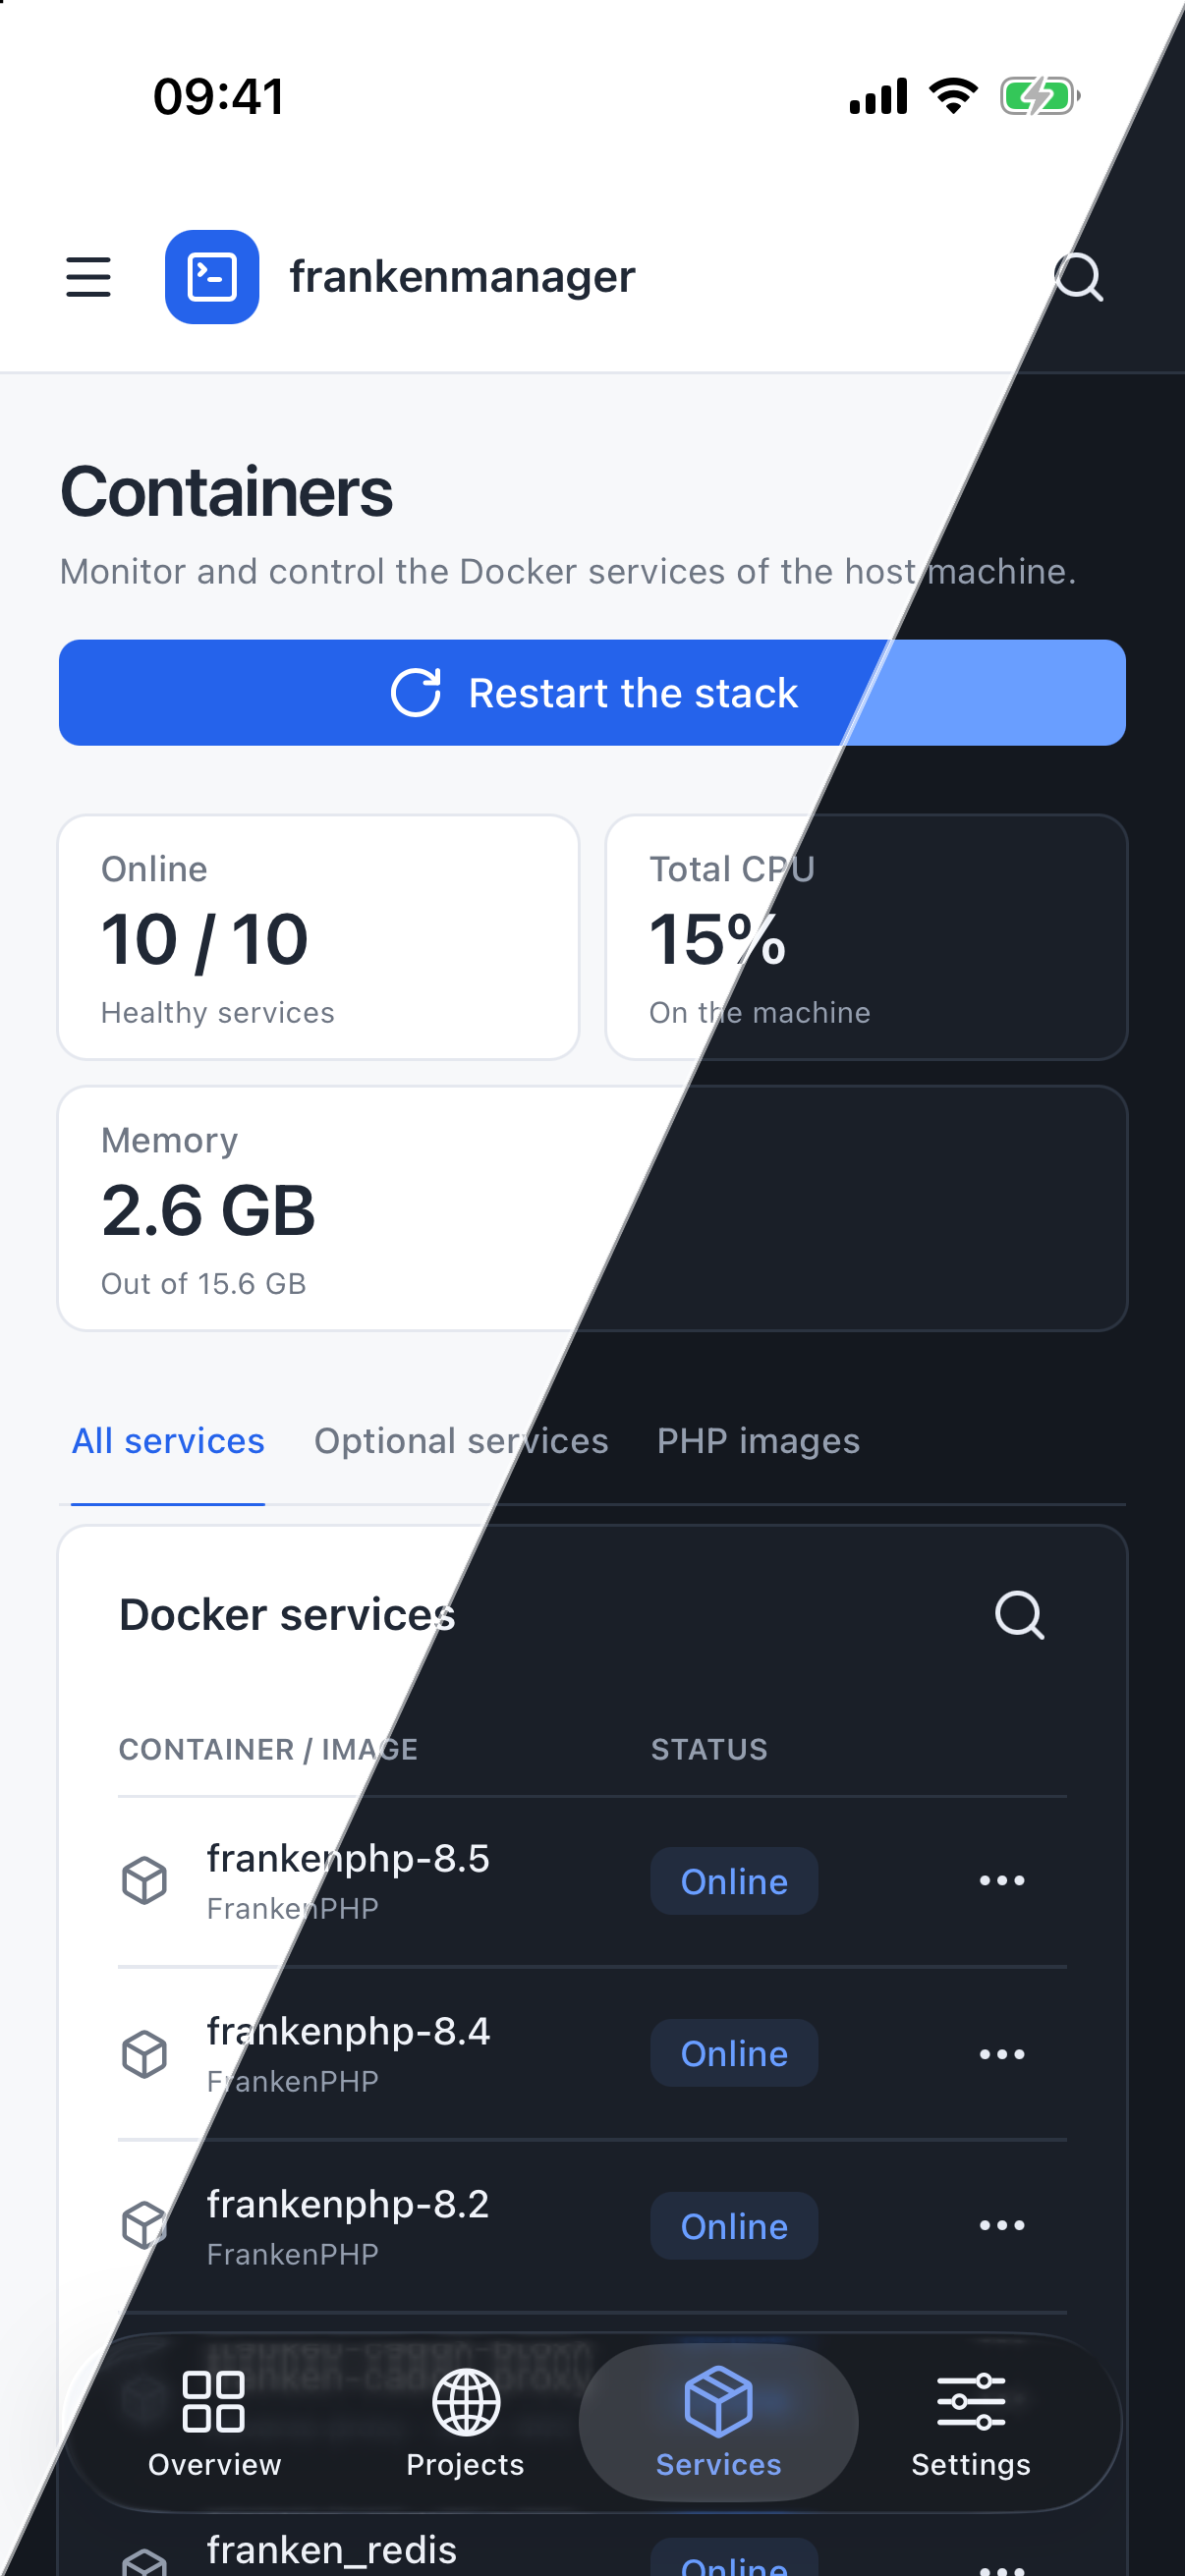 09:41
frankenmanager
Containers
Monitor and control the Docker services of the host machine.
Restart the stack
Online
10 / 10
Healthy services
Total CPU
15%
On the machine
Memory
2.6 GB
Out of 15.6 GB
All services Optional services PHP images
Docker services
CONTAINER / IMAGE STATUS
frankenphp-8.5
FrankenPHP
Online
frankenphp-8.4
FrankenPHP
Online
frankenphp-8.2
FrankenPHP
Online
Overview Projects Services Settings
franken_redis
Online